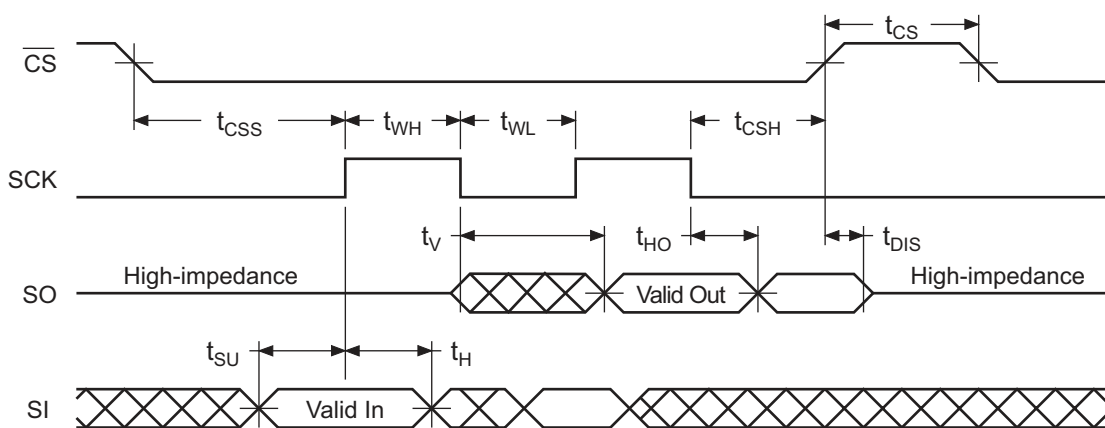 CS
tCS
tCSS
tWH
tWL
tCSH
SCK
tV
tHO
tDIS
High-impedance
High-impedance
SO
Valid Out
tSU
tH
SI
Valid In